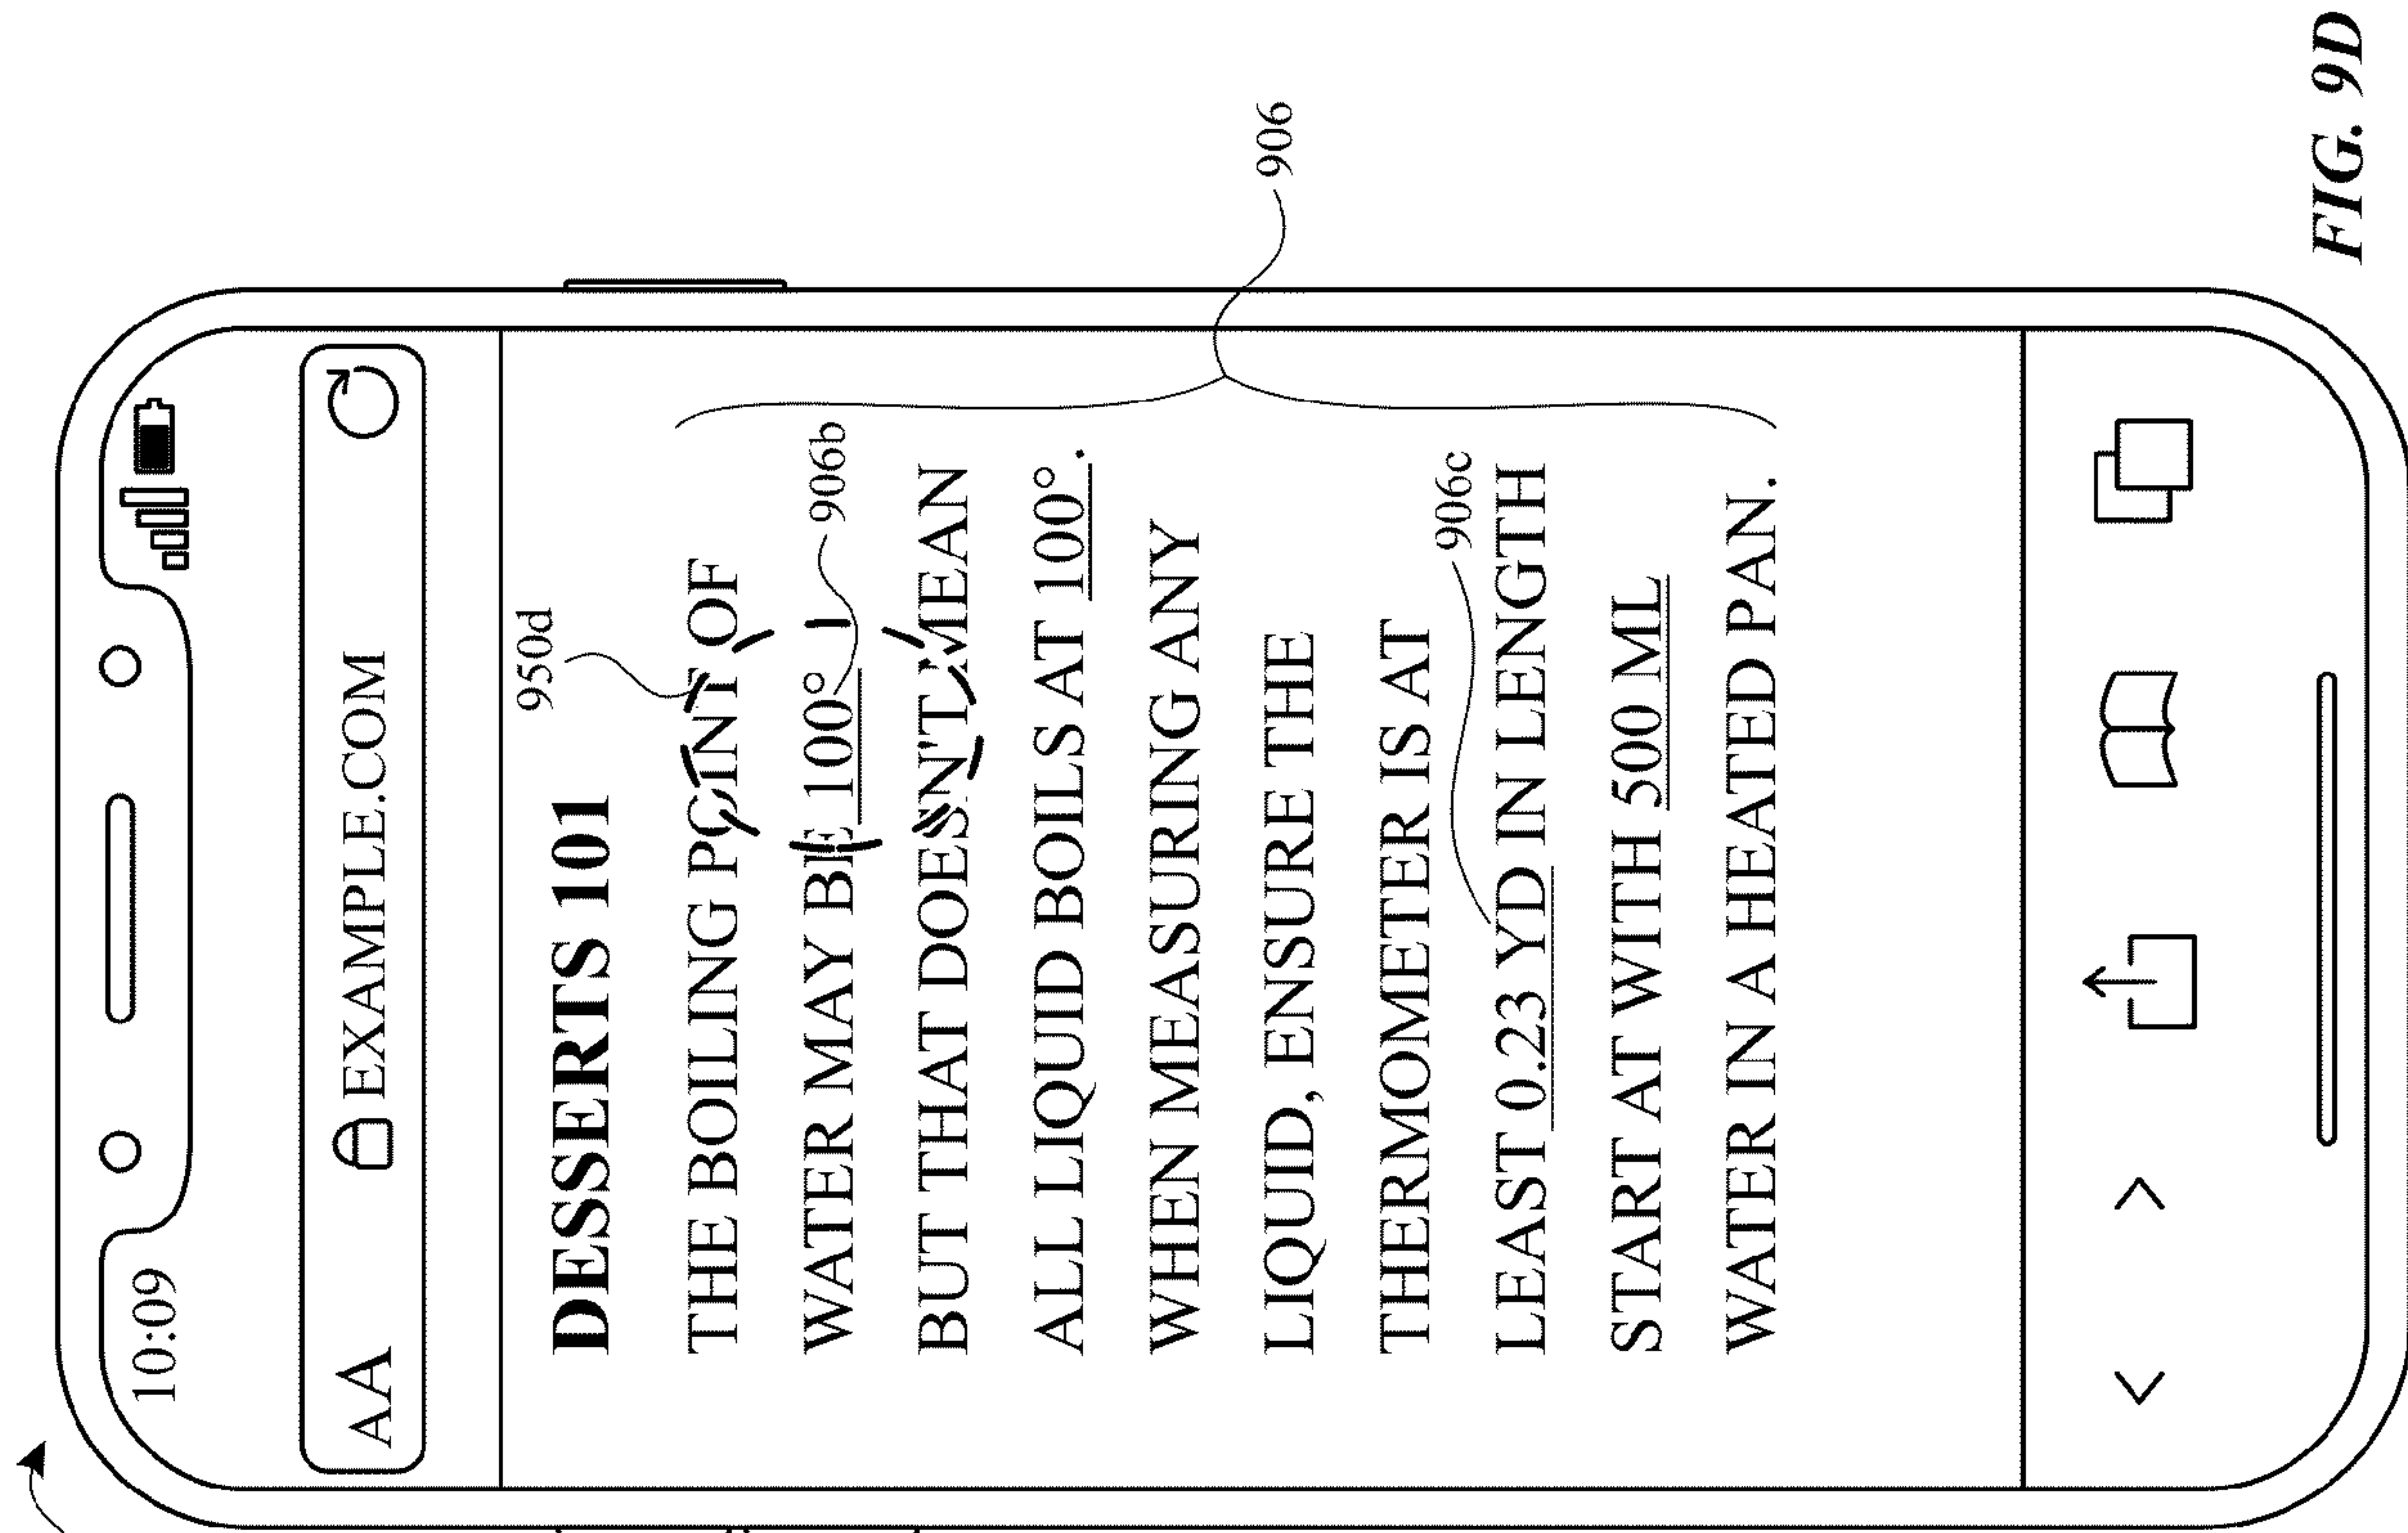 10:09
AA EXAMPLE.COM
DESSERTS 101
950d
THE BOILING POINT OF
WATER MAY BE 100°
906b
BUT THAT DOESN'T MEAN
ALL LIQUID BOILS AT 100°.
906
WHEN MEASURING ANY
LIQUID, ENSURE THE
THERMOMETER IS AT
906c
LEAST 0.23 YD IN LENGTH
START AT WITH 500 ML
WATER IN A HEATED PAN.
FIG. 9D